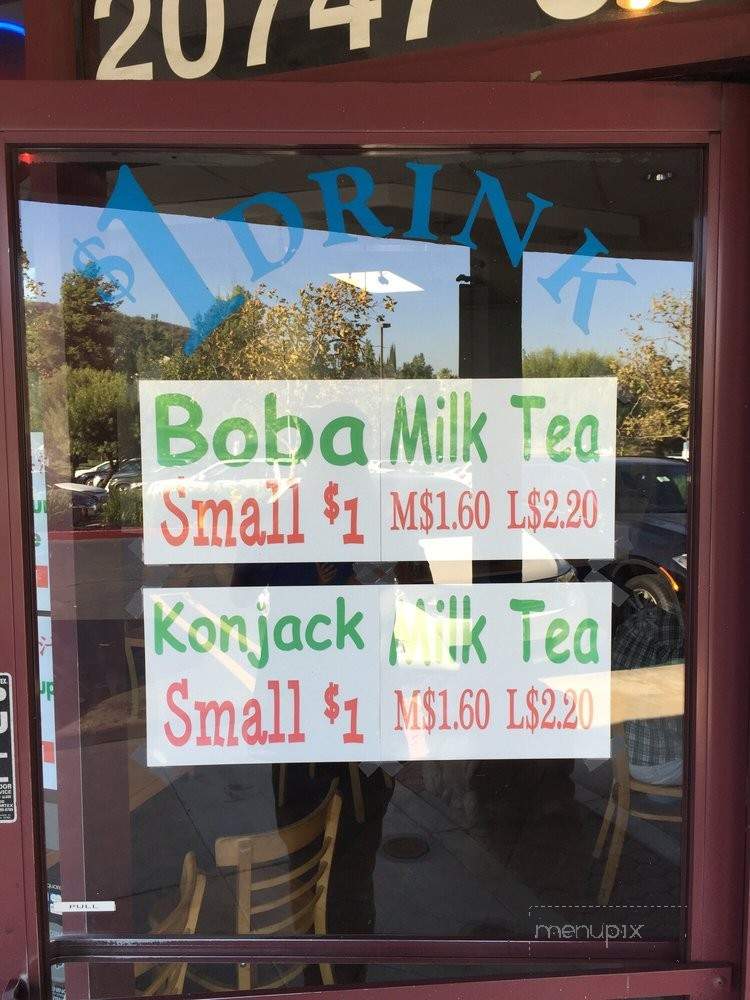 20747
$1 DRINK
Boba Milk Tea
Small $1 M$1.60 L$2.20
Konjack Milk Tea
Small $1 M$1.60 L$2.20
PULL
menupix